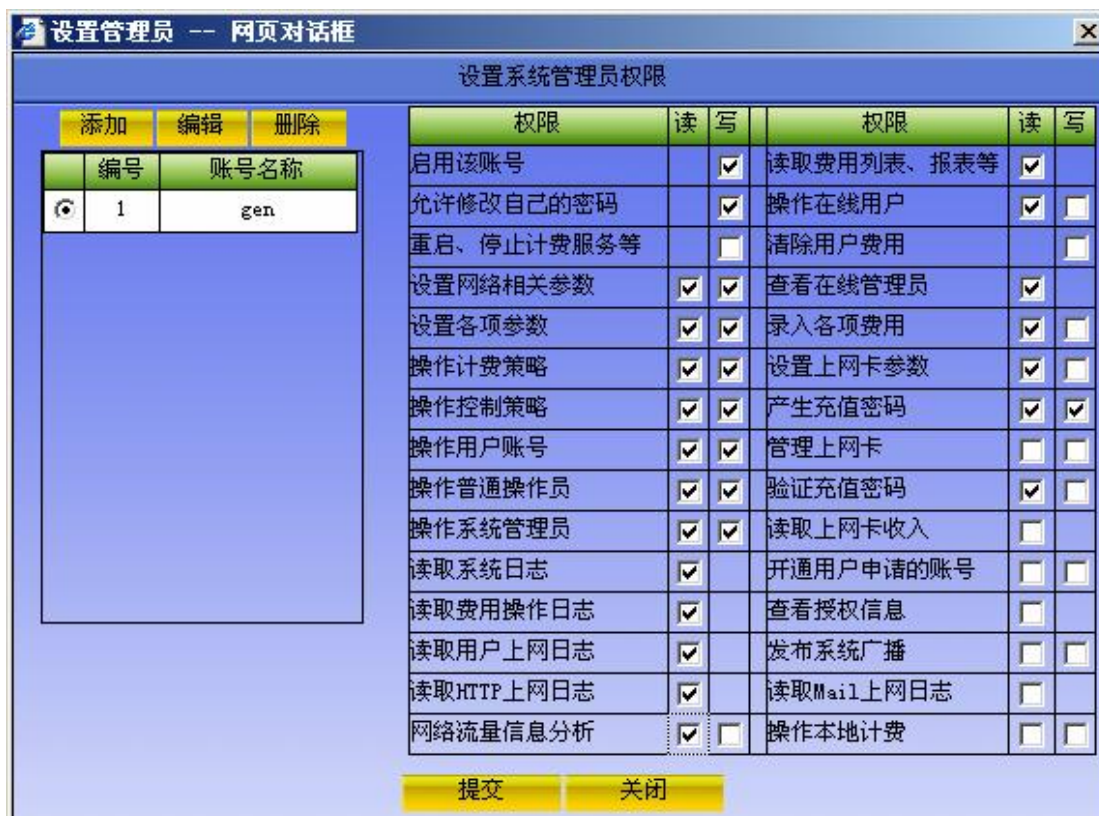 设置管理员 -- 网页对话框
设置系统管理员权限
添加 编辑 删除
编号 账号名称
1 gen
权限 读 写 权限 读 写
启用该账号 读取费用列表、报表等
允许修改自己的密码 操作在线用户
重启、停止计费服务等 清除用户费用
设置网络相关参数 查看在线管理员
设置各项参数 录入各项费用
操作计费策略 设置上网卡参数
操作控制策略 产生充值密码
操作用户账号 管理上网卡
操作普通操作员 验证充值密码
操作系统管理员 读取上网卡收入
读取系统日志 开通用户申请的账号
读取费用操作日志 查看授权信息
读取用户上网日志 发布系统广播
读取HTTP上网日志 读取Mail上网日志
网络流量信息分析 操作本地计费
提交 关闭